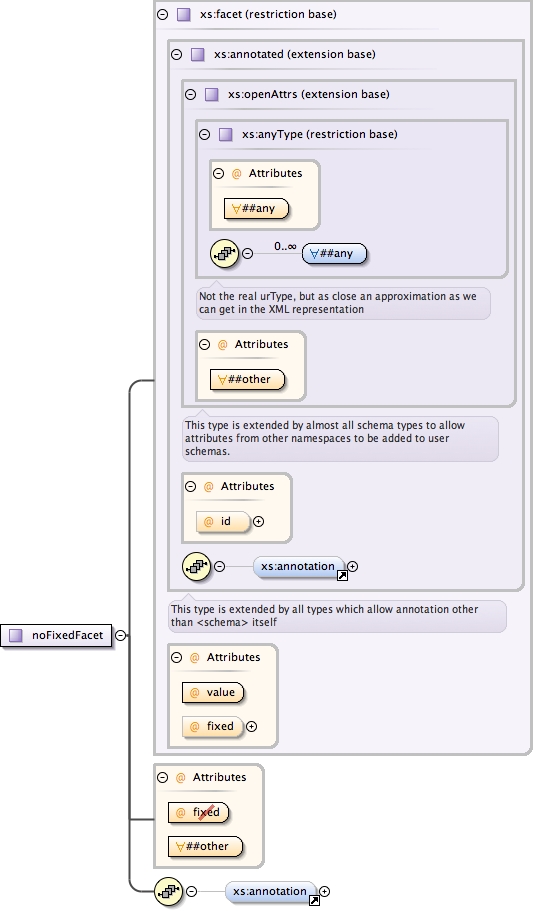 xs:facet (restriction base)
xs:annotated (extension base)
xs:openAttrs (extension base)
xs:anyType (restriction base)
@ Attributes
∀##any
0..∞
∀##any
Not the real urType, but as close an approximation as we
can get in the XML representation
@ Attributes
∀##other
This type is extended by almost all schema types to allow
attributes from other namespaces to be added to user
schemas.
@ Attributes
@ id
xs:annotation
This type is extended by all types which allow annotation other
than <schema> itself
noFixedFacet
@ Attributes
@ value
@ fixed
@ Attributes
@ fixed
∀##other
xs:annotation